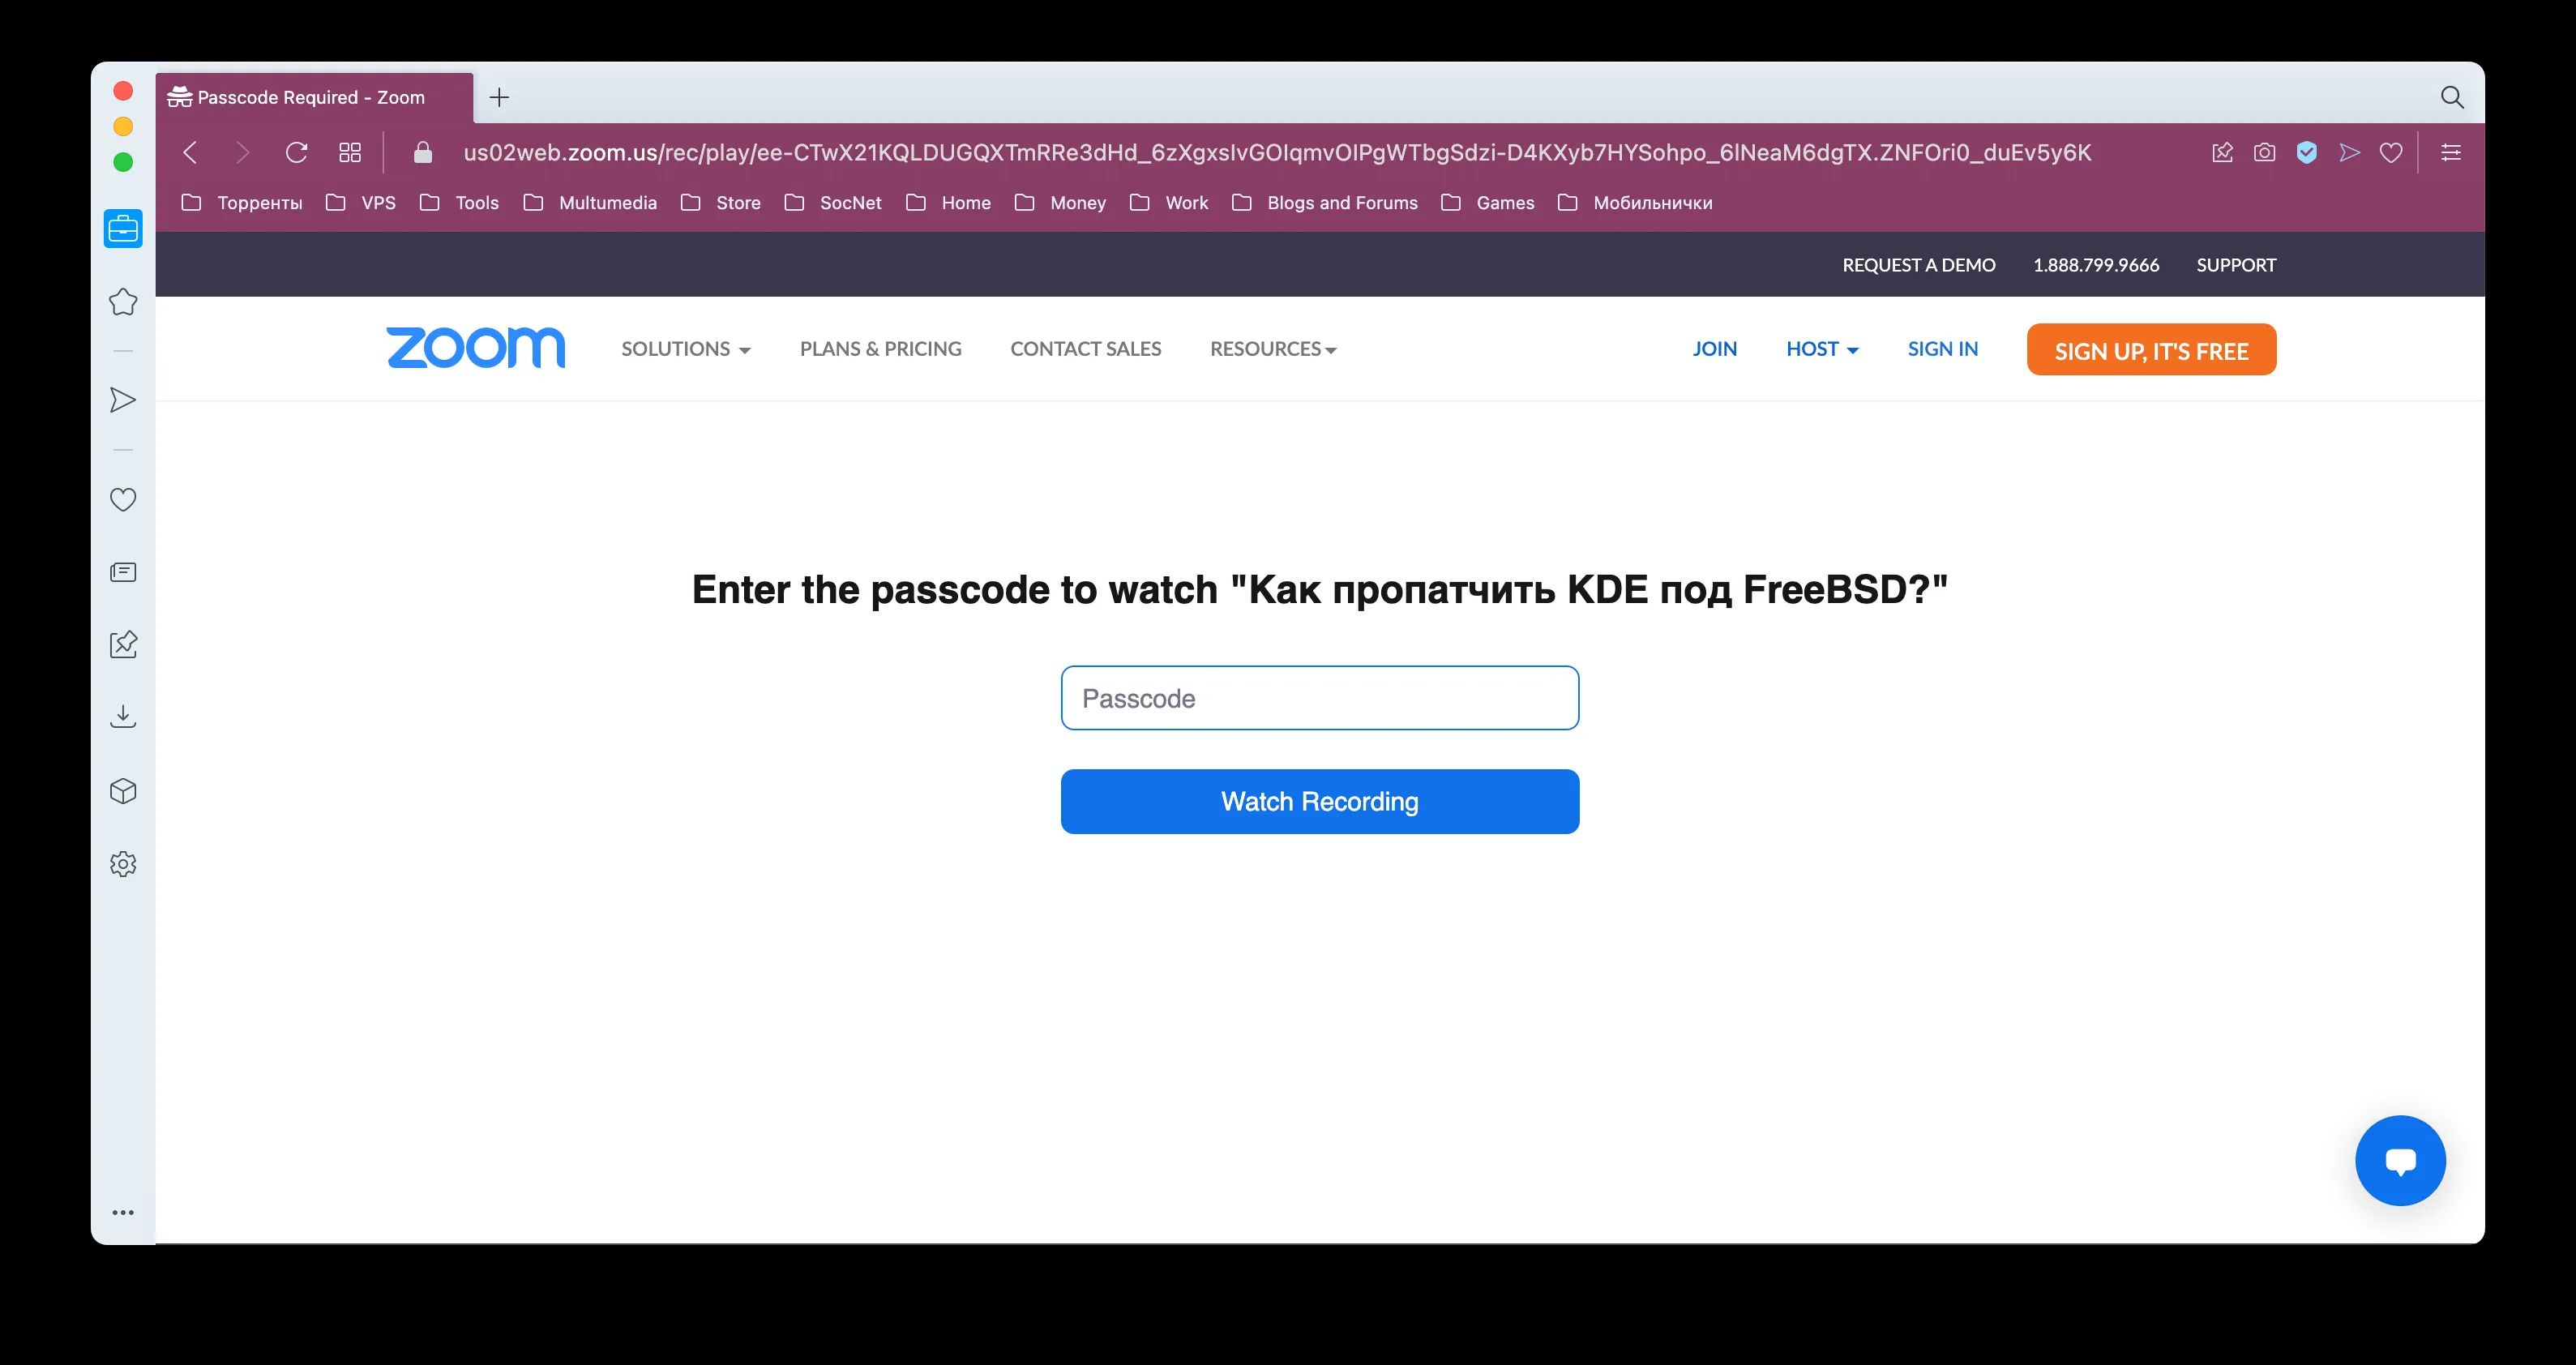 Passcode Required - Zoom
us02web.zoom.us/rec/play/ee-CTwX21KQLDUGQXTmRRe3dHd_6zXgxsIvGOIqmvOIPgWTbgSdzi-D4KXyb7HYSohpo_6INeaM6dgTX.ZNFOri0_duEv5y6K
Торренты VPS Tools Multumedia Store SocNet Home Money Work Blogs and Forums Games Мобильнички
REQUEST A DEMO 1.888.799.9666 SUPPORT
zoom SOLUTIONS PLANS & PRICING CONTACT SALES RESOURCES JOIN HOST SIGN IN SIGN UP, IT'S FREE
Enter the passcode to watch "Как пропатчить KDE под FreeBSD?"
Passcode
Watch Recording